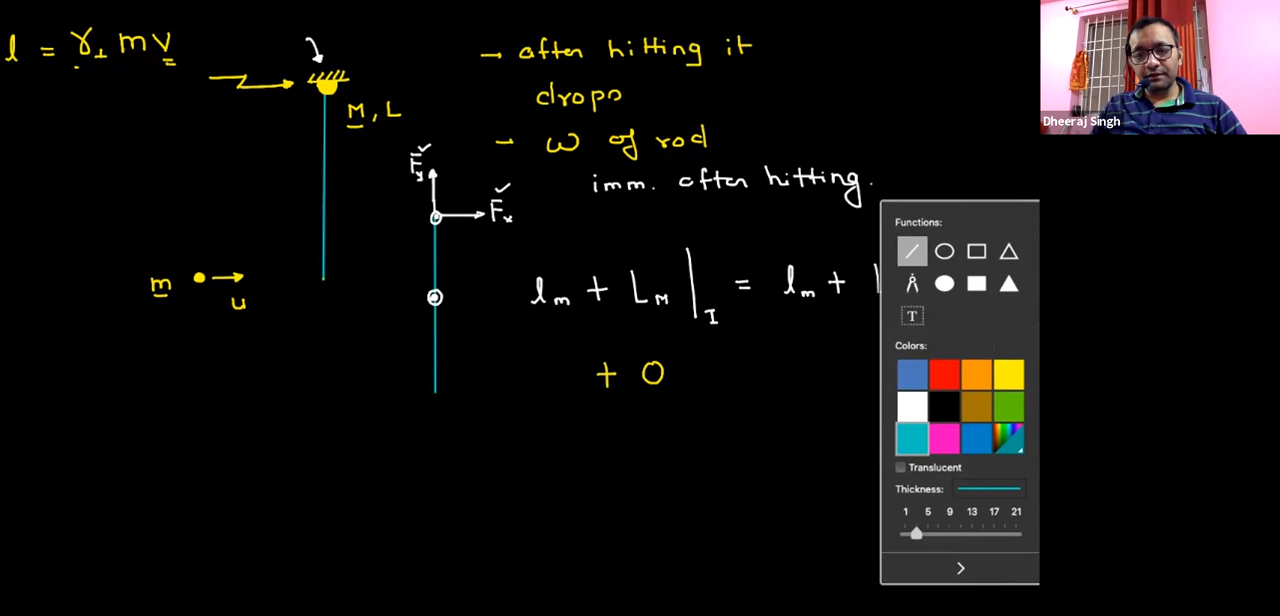 l = r⊥ m v
→ after hitting it
drops
M, L
- ω of rod
imm. after hitting.
Fy
Fx
m
u
lm + LM |I = lm +
+ 0
Dheeraj Singh
Functions:
T
Colors:
Translucent
Thickness:
1 5 9 13 17 21